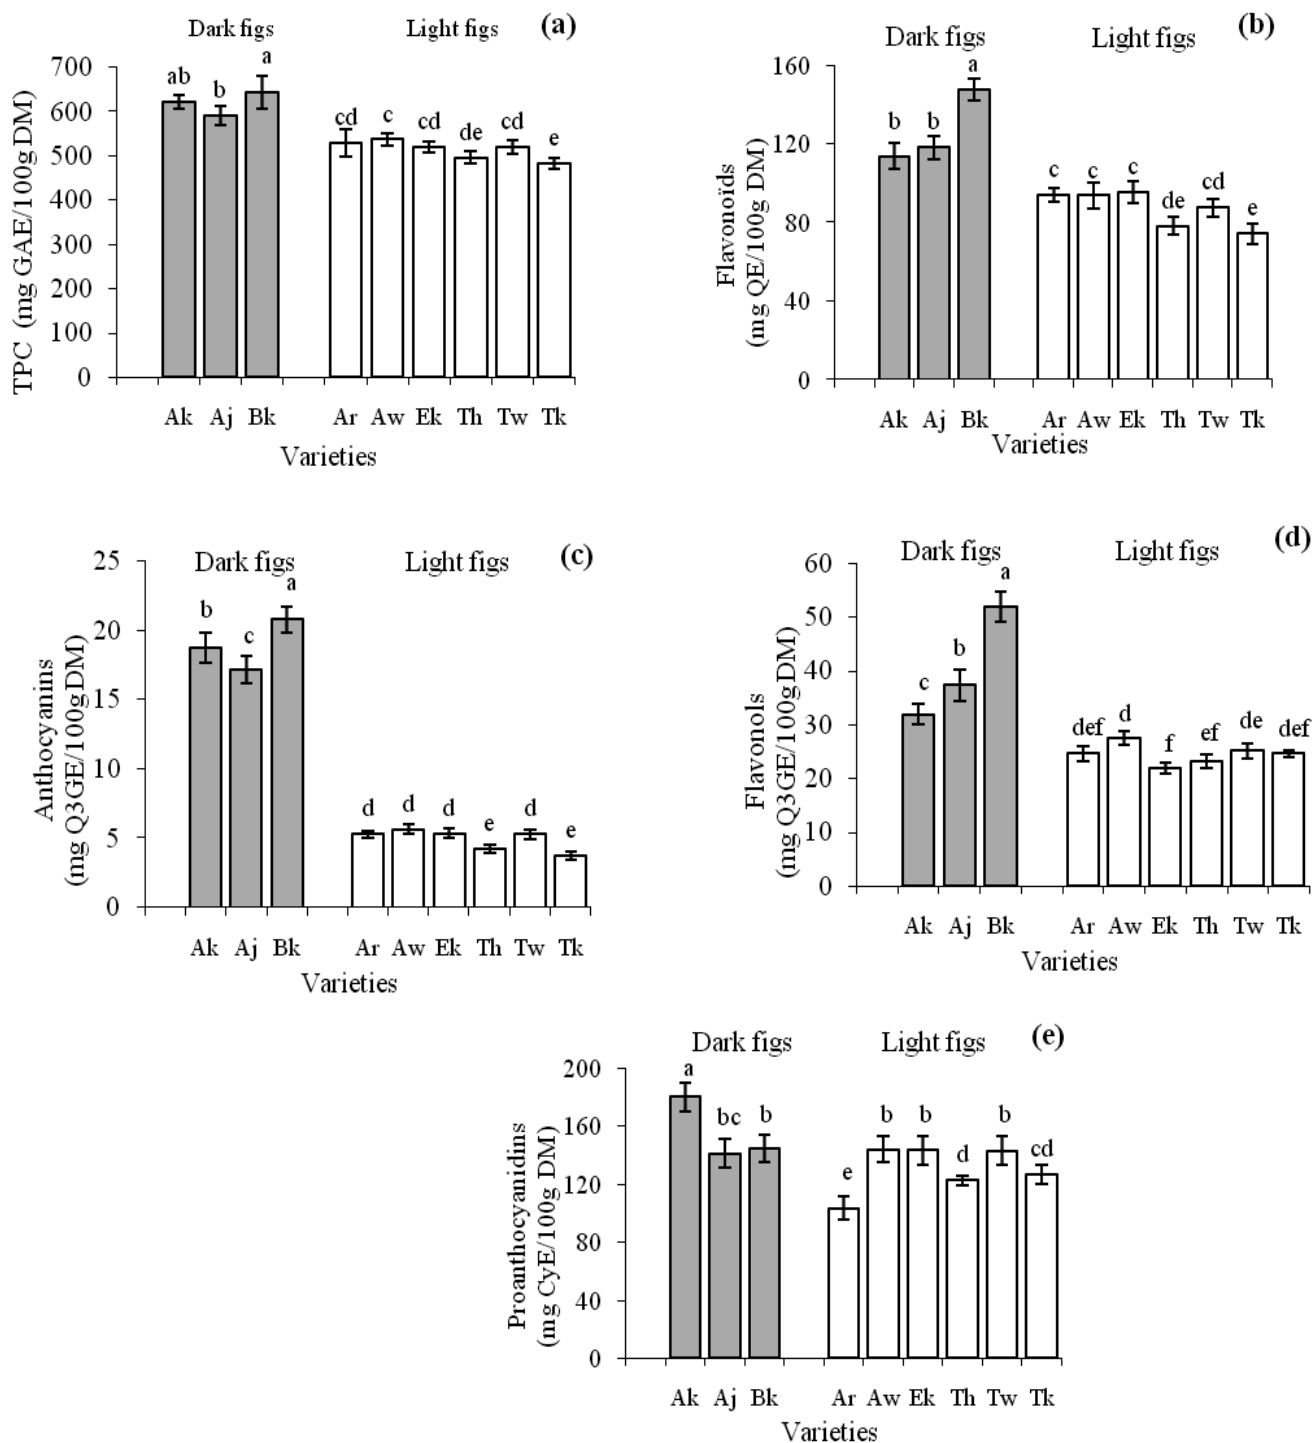 Dark figs Light figs (a)
TPC (mg GAE/100g DM)
700
600
500
400
300
200
100
0
ab b a cd c cd de cd e
Ak Aj Bk Ar Aw Ek Th Tw Tk
Varieties
Dark figs Light figs (b)
Flavonoïds
(mg QE/100g DM)
160
120
80
40
0
b b a c c c de cd e
Ak Aj Bk Ar Aw Ek Th Tw Tk
Varieties
Dark figs Light figs (c)
Anthocyanins
(mg Q3GE/100gDM)
25
20
15
10
5
0
b c a d d d e d e
Ak Aj Bk Ar Aw Ek Th Tw Tk
Varieties
Dark figs Light figs (d)
Flavonols
(mg Q3GE/100gDM)
60
50
40
30
20
10
0
c b a def d f ef de def
Ak Aj Bk Ar Aw Ek Th Tw Tk
Varieties
Dark figs Light figs (e)
Proanthocyanidins
(mg CyE/100g DM)
200
160
120
80
40
0
a bc b e b b d b cd
Ak Aj Bk Ar Aw Ek Th Tw Tk
Varieties